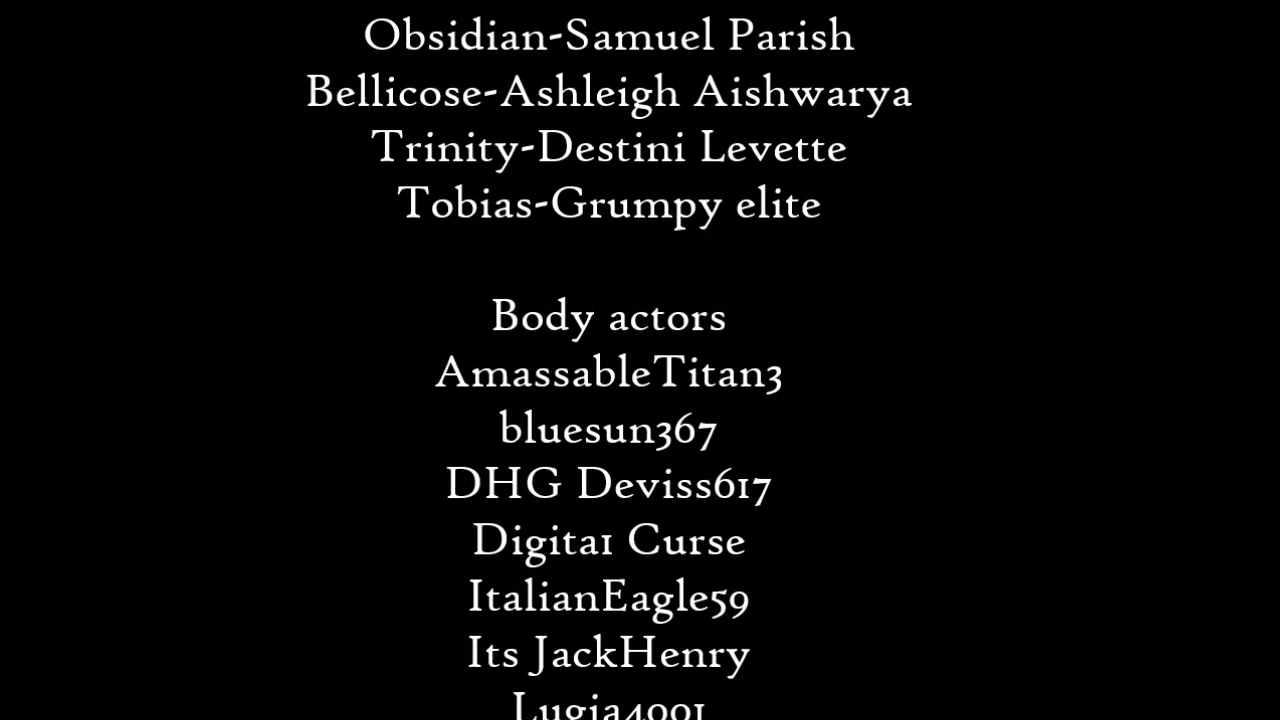 Obsidian-Samuel Parish
Bellicose-Ashleigh Aishwarya
Trinity-Destini Levette
Tobias-Grumpy elite
Body actors
AmassableTitan3
bluesun367
DHG Deviss617
Digita1 Curse
ItalianEagle59
Its JackHenry
Lugia4001